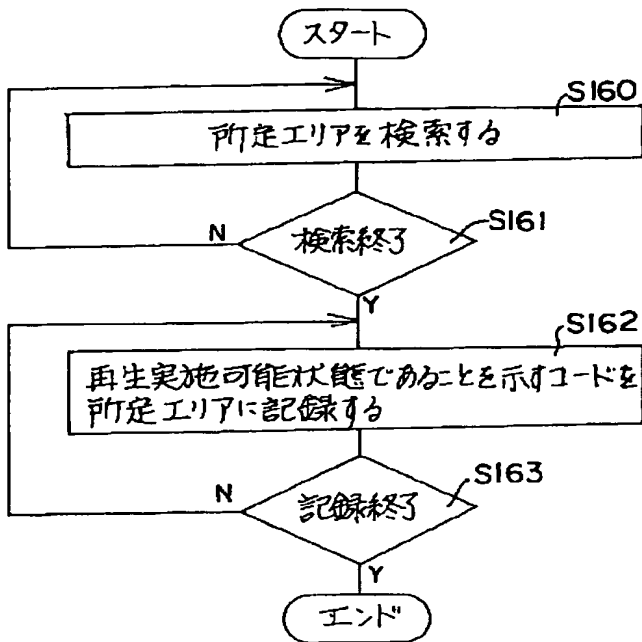 スタート
S160
所定エリアを検索する
N
検索終了
S161
Y
S162
再生実施可能状態であることを示すコードを
所定エリアに記録する
N
記録終了
S163
Y
エンド